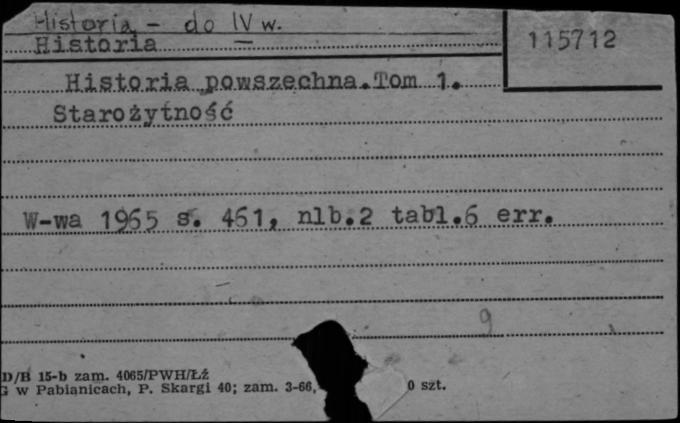 Historia - do IV w.
Historia
115712
Historia powszechna.Tom 1.
Starożytność
W-wa 1965 s. 461, nlb.2 tabl.6 err.
9
D/B 15-b zam. 4065/PWH/Łź
G w Pabianicach, P. Skargi 40; zam. 3-66, 0 szt.